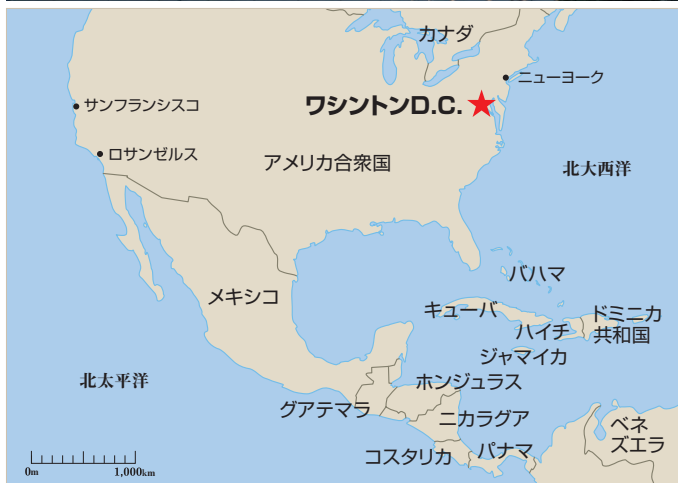 カナダ
ニューヨーク
サンフランシスコ
ワシントンD.C.
ロサンゼルス
アメリカ合衆国
北大西洋
バハマ
メキシコ
キューバ
ドミニカ
共和国
ハイチ
ジャマイカ
北太平洋
ホンジュラス
グアテマラ
ニカラグア
ベネ
ズエラ
コスタリカ
パナマ
0m
1,000km